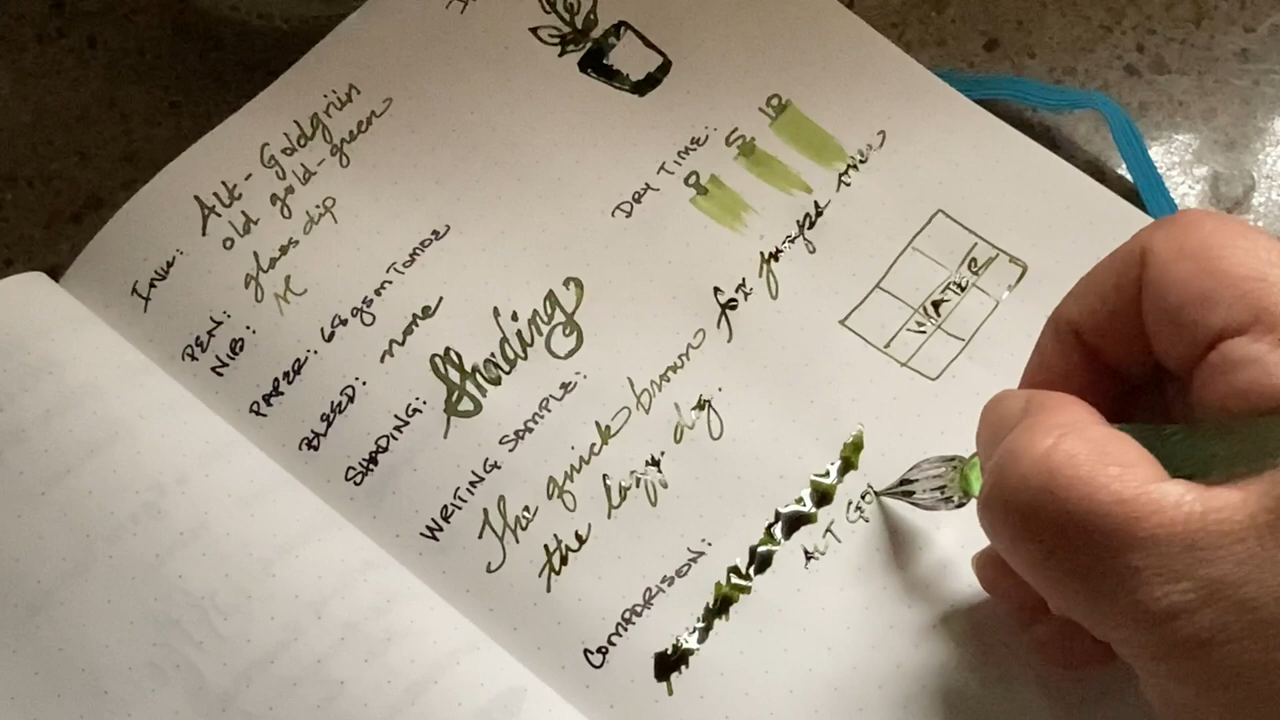 INK: Alt-Goldgrün
old gold-green
PEN: glass dip
NIB: M
PAPER: 68gsm Tomoe
BLEED: none
SHADING: Shading
WRITING SAMPLE:
The quick brown fox jumps over
the lazy dog.
DRY TIME: 8 5 10
WATER
COMPARISON:
ALT GO